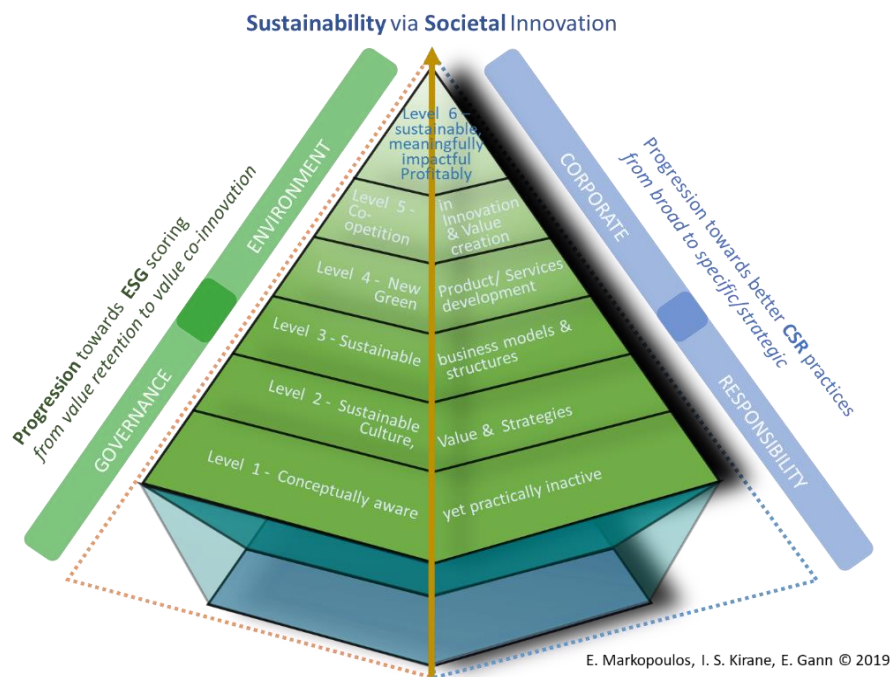 Sustainability via Societal Innovation
Level 6 -
sustainable,
meaningfully
impactful
Profitably
Level 5 -
Co-
opetition
in
Innovation
& Value
creation
Level 4 - New
Green
Product/ Services
development
Level 3 - Sustainable
business models &
structures
Level 2 - Sustainable
Culture,
Value & Strategies
Level 1 - Conceptually aware
yet practically inactive
ENVIRONMENT
GOVERNANCE
Progression towards ESG scoring
from value retention to value co-innovation
CORPORATE
RESPONSIBILITY
Progression towards better CSR practices
from broad to specific/strategic
E. Markopoulos, I. S. Kirane, E. Gann © 2019